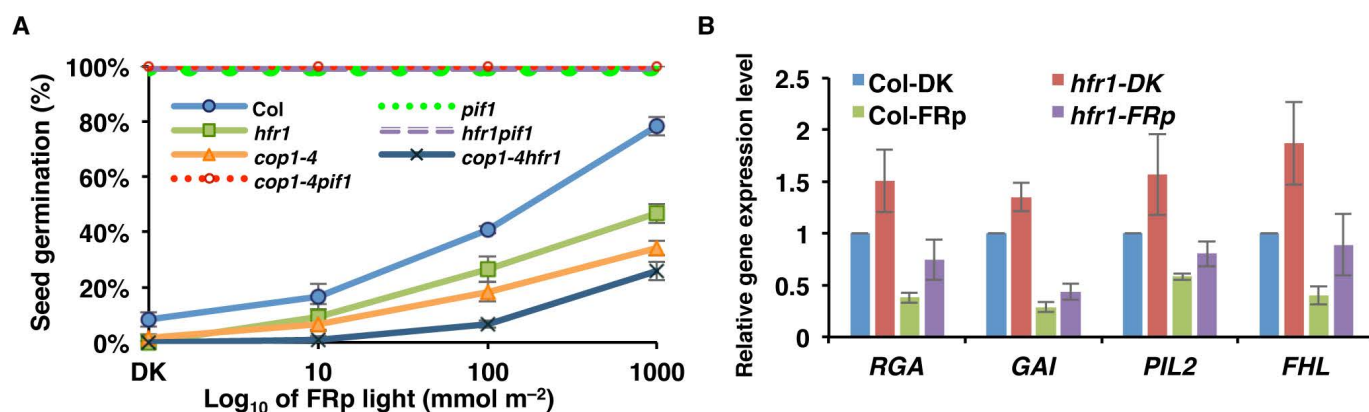 A
Seed germination (%)
100%
80%
60%
40%
20%
0%
Col
hfr1
cop1-4
cop1-4pif1
pif1
hfr1pif1
cop1-4hfr1
DK
10
100
1000
Log₁₀ of FRp light (mmol m⁻²)
B
Relative gene expression level
2.5
2
1.5
1
0.5
0
Col-DK
hfr1-DK
Col-FRp
hfr1-FRp
RGA
GAI
PIL2
FHL